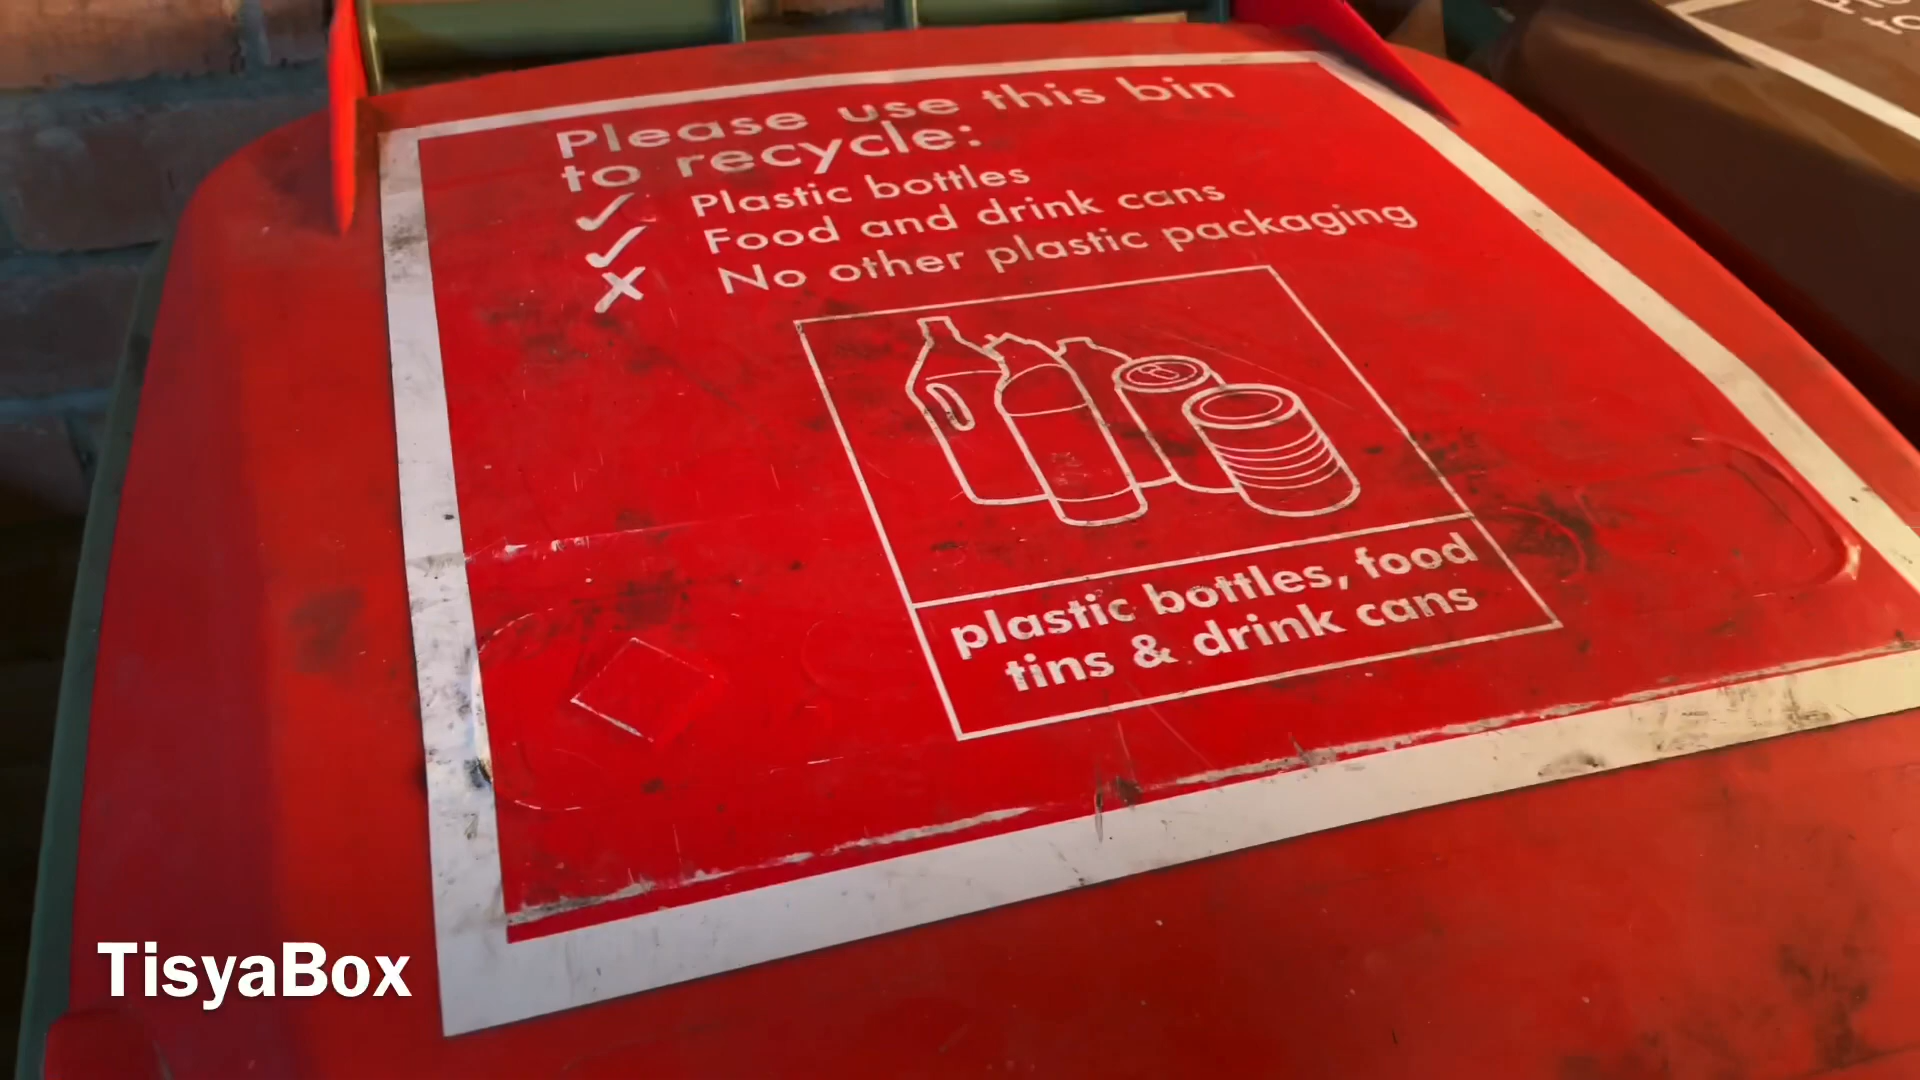 Please use this bin
to recycle:
✓ Plastic bottles
✓ Food and drink cans
✗ No other plastic packaging
plastic bottles, food
tins & drink cans
TisyaBox